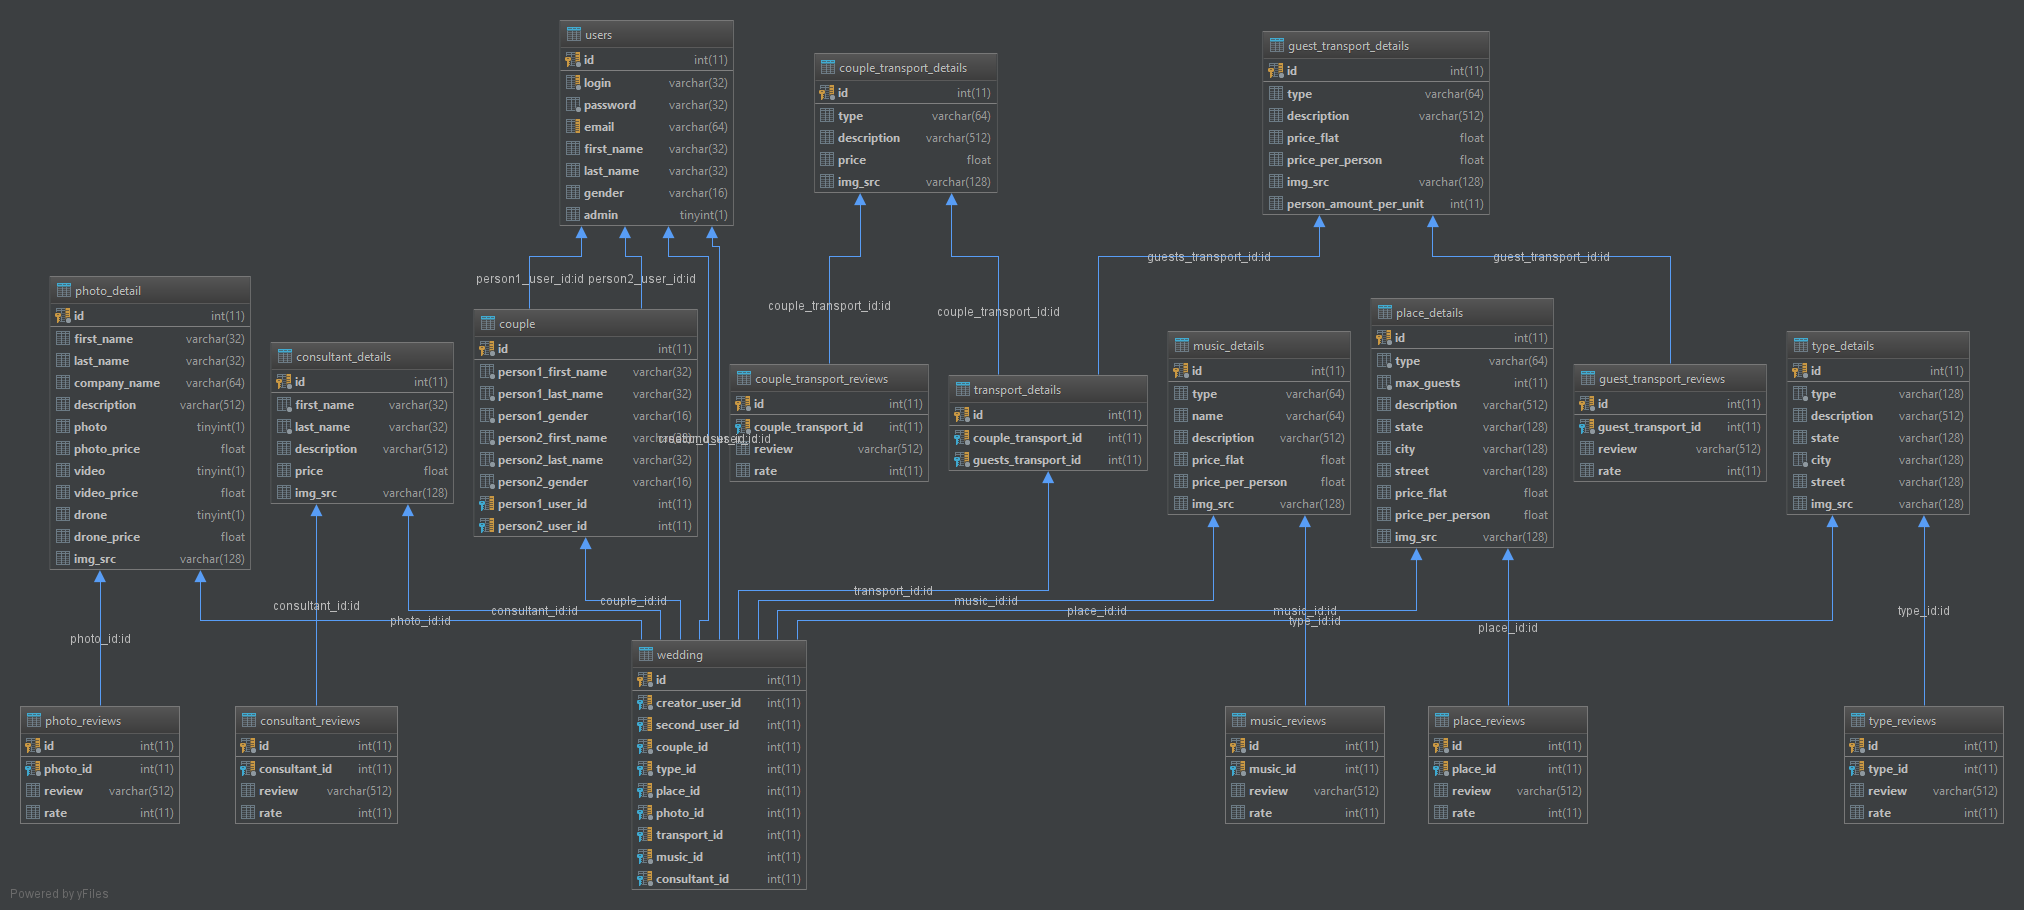 users
id int(11)
login varchar(32)
password varchar(32)
email varchar(64)
first_name varchar(32)
last_name varchar(32)
gender varchar(16)
admin tinyint(1)
couple_transport_details
id int(11)
type varchar(64)
description varchar(512)
price float
img_src varchar(128)
guest_transport_details
id int(11)
type varchar(64)
description varchar(512)
price_flat float
price_per_person float
img_src varchar(128)
person_amount_per_unit int(11)
person1_user_id:id
person2_user_id:id
couple_transport_id:id
couple_transport_id:id
guests_transport_id:id
guest_transport_id:id
photo_detail
id int(11)
first_name varchar(32)
last_name varchar(32)
company_name varchar(64)
description varchar(512)
photo tinyint(1)
photo_price float
video tinyint(1)
video_price float
drone tinyint(1)
drone_price float
img_src varchar(128)
consultant_details
id int(11)
first_name varchar(32)
last_name varchar(32)
description varchar(512)
price float
img_src varchar(128)
couple
id int(11)
person1_first_name varchar(32)
person1_last_name varchar(32)
person1_gender varchar(16)
person2_first_name
person2_last_name varchar(32)
person2_gender varchar(16)
person1_user_id int(11)
person2_user_id int(11)
couple_transport_reviews
id int(11)
couple_transport_id int(11)
review varchar(512)
rate int(11)
transport_details
id int(11)
couple_transport_id int(11)
guests_transport_id int(11)
music_details
id int(11)
type varchar(64)
name varchar(64)
description varchar(512)
price_flat float
price_per_person float
img_src varchar(128)
place_details
id int(11)
type varchar(64)
max_guests int(11)
description varchar(512)
state varchar(128)
city varchar(128)
street varchar(128)
price_flat float
price_per_person float
img_src varchar(128)
guest_transport_reviews
id int(11)
guest_transport_id int(11)
review varchar(512)
rate int(11)
type_details
id int(11)
type varchar(128)
description varchar(512)
state varchar(128)
city varchar(128)
street varchar(128)
img_src varchar(128)
photo_id:id
consultant_id:id
photo_id:id
consultant_id:id
couple_id:id
transport_id:id
music_id:id
place_id:id
music_id:id
type_id:id
place_id:id
type_id:id
wedding
id int(11)
creator_user_id int(11)
second_user_id int(11)
couple_id int(11)
type_id int(11)
place_id int(11)
photo_id int(11)
transport_id int(11)
music_id int(11)
consultant_id int(11)
photo_reviews
id int(11)
photo_id int(11)
review varchar(512)
rate int(11)
consultant_reviews
id int(11)
consultant_id int(11)
review varchar(512)
rate int(11)
music_reviews
id int(11)
music_id int(11)
review varchar(512)
rate int(11)
place_reviews
id int(11)
place_id int(11)
review varchar(512)
rate int(11)
type_reviews
id int(11)
type_id int(11)
review varchar(512)
rate int(11)
Powered by yFiles